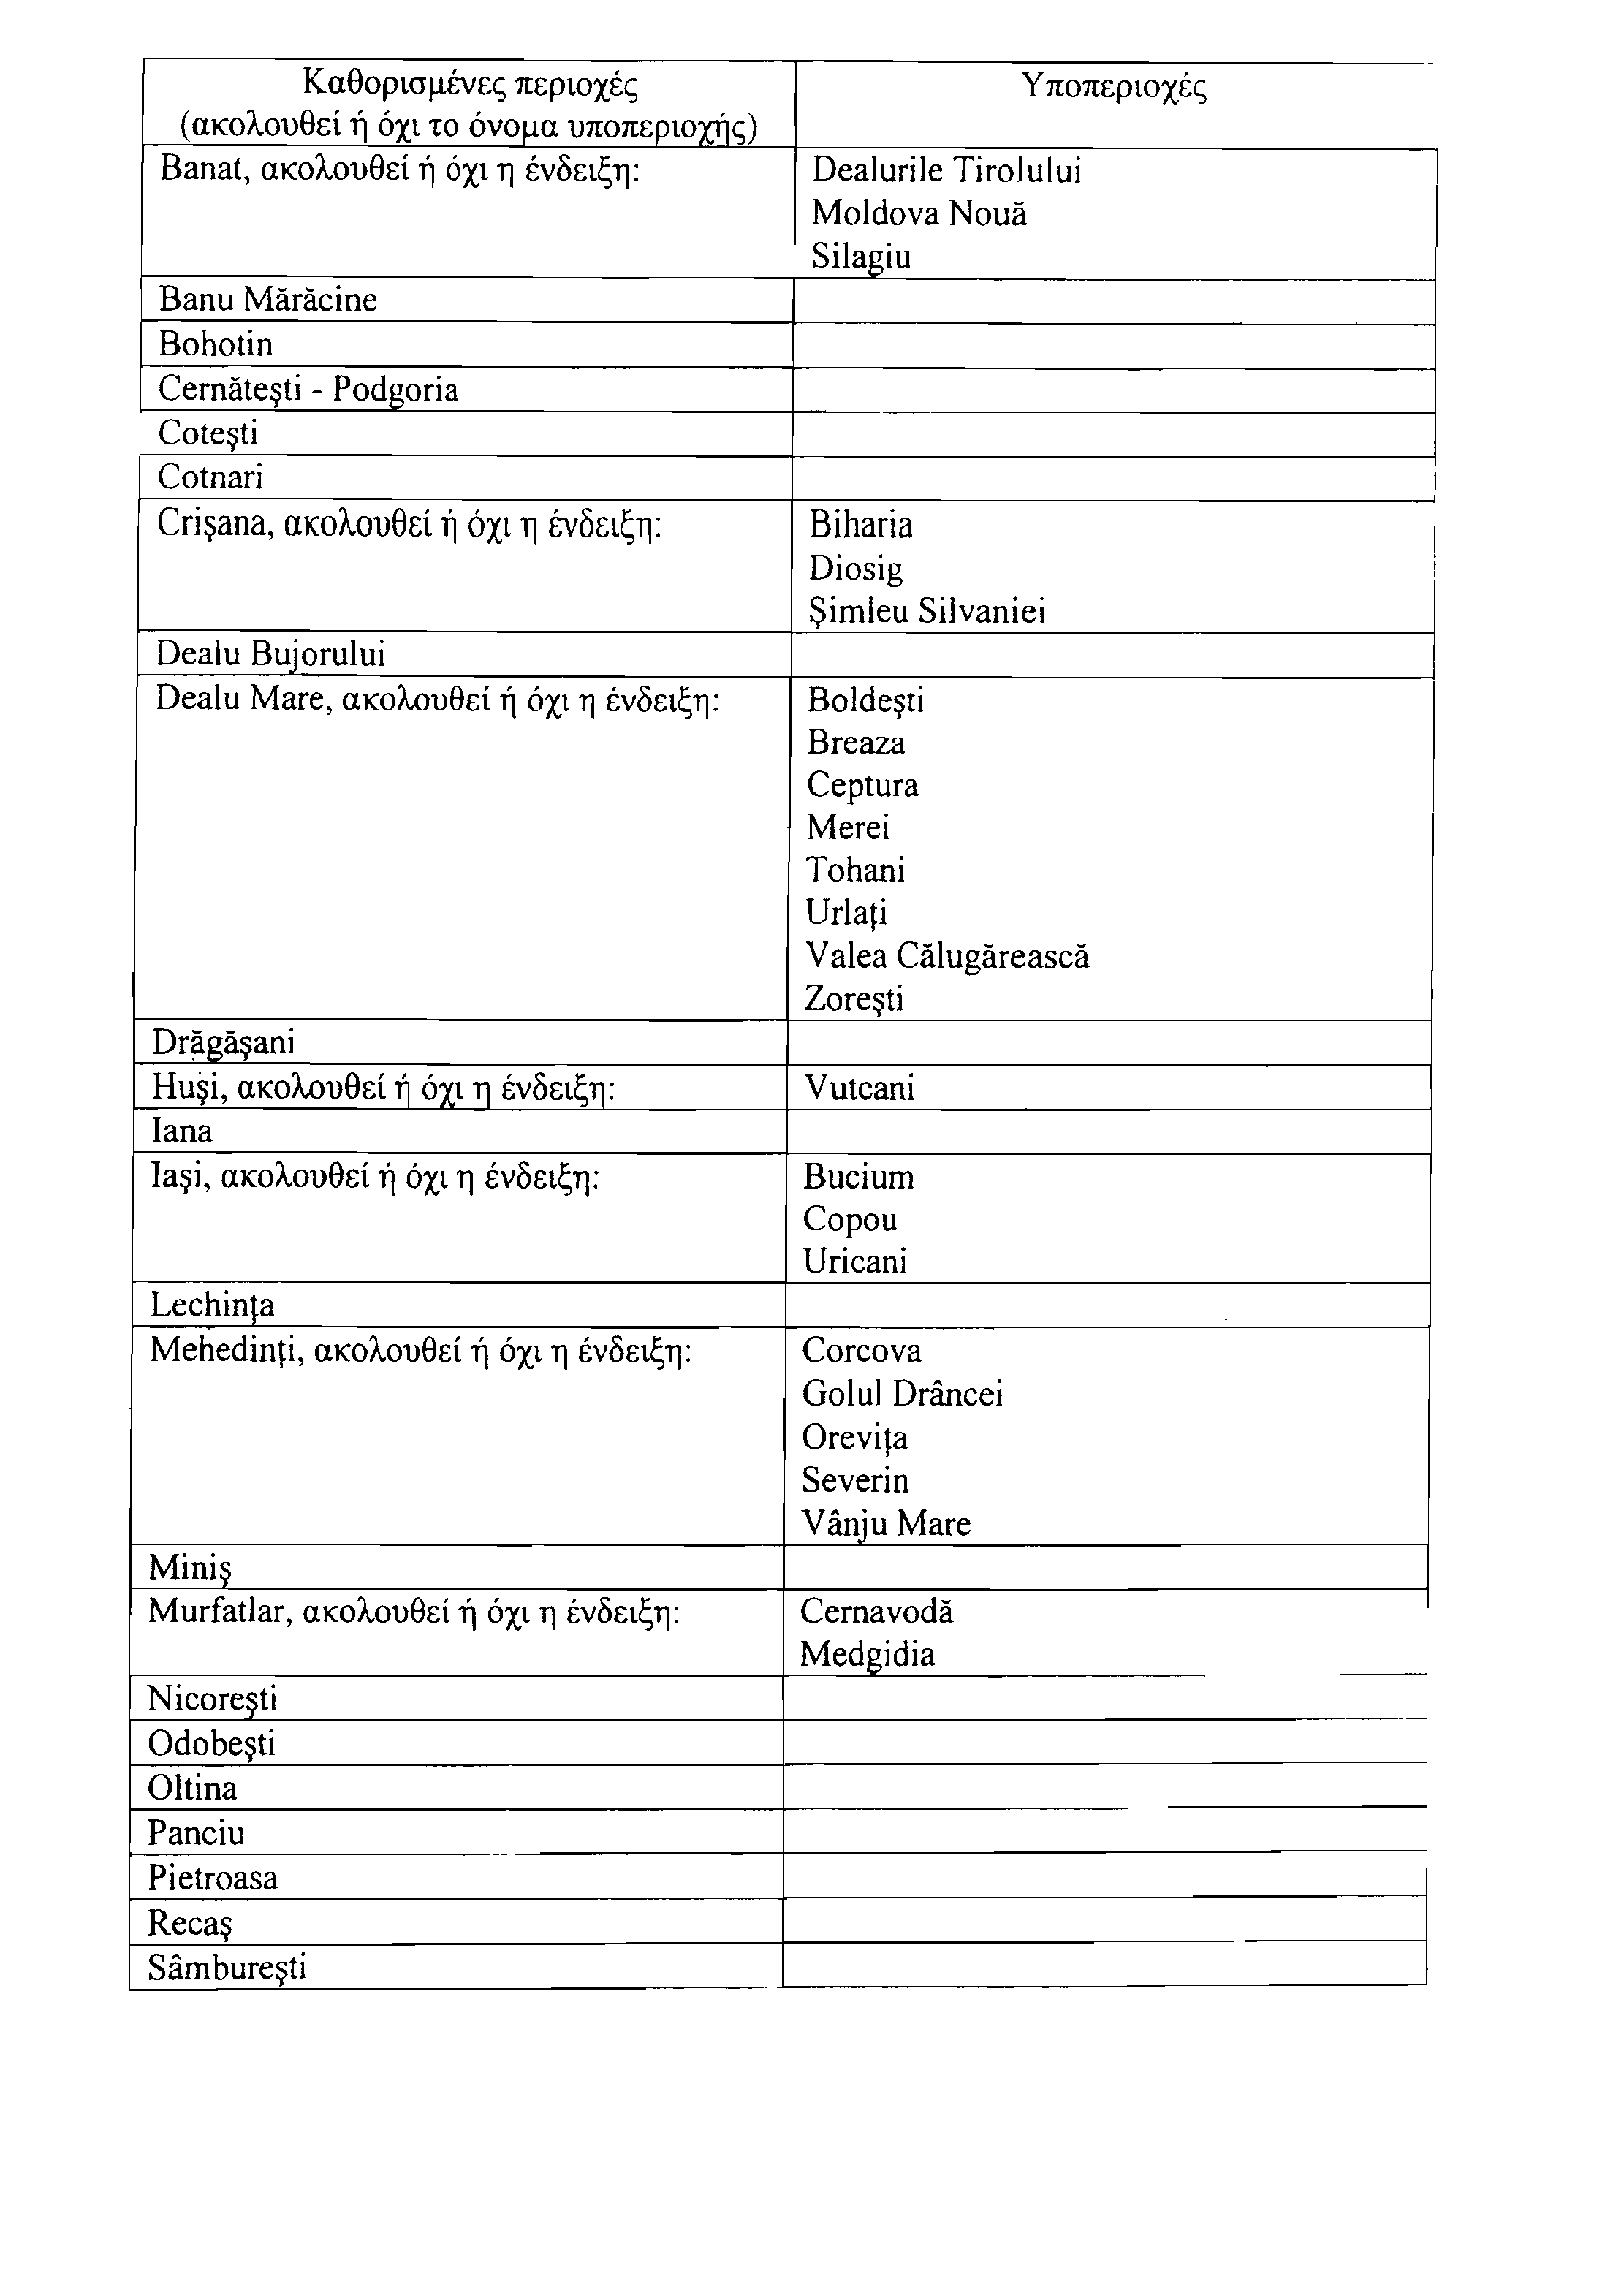 Καθορισμένες περιοχές
(ακολουθεί ή όχι το όνομα υποπεριοχής)
Υποπεριοχές
Banat, ακολουθεί ή όχι η ένδειξη:
Dealurile Tirolului
Moldova Nouă
Silagiu
Banu Mărăcine
Bohotin
Cernăteşti - Podgoria
Coteşti
Cotnari
Crişana, ακολουθεί ή όχι η ένδειξη:
Biharia
Diosig
Şimleu Silvaniei
Dealu Bujorului
Dealu Mare, ακολουθεί ή όχι η ένδειξη:
Boldeşti
Breaza
Ceptura
Merei
Tohani
Urlaţi
Valea Călugărească
Zoreşti
Drăgăşani
Huşi, ακολουθεί ή όχι η ένδειξη:
Vutcani
Iana
Iaşi, ακολουθεί ή όχι η ένδειξη:
Bucium
Copou
Uricani
Lechinţa
Mehedinţi, ακολουθεί ή όχι η ένδειξη:
Corcova
Golul Drâncei
Oreviţa
Severin
Vânju Mare
Miniş
Murfatlar, ακολουθεί ή όχι η ένδειξη:
Cernavodă
Medgidia
Nicoreşti
Odobeşti
Oltina
Panciu
Pietroasa
Recaş
Sâmbureşti